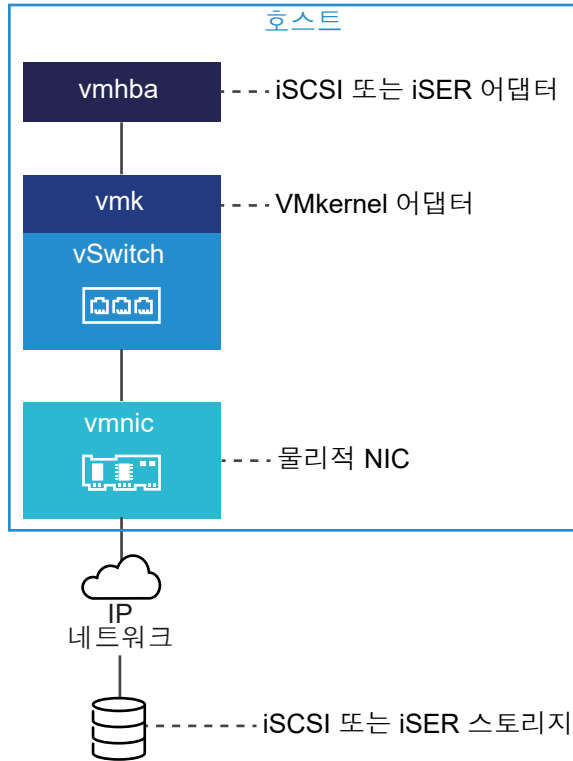 호스트
vmhba
iSCSI 또는 iSER 어댑터
vmk
VMkernel 어댑터
vSwitch
vmnic
물리적 NIC
IP
네트워크
iSCSI 또는 iSER 스토리지